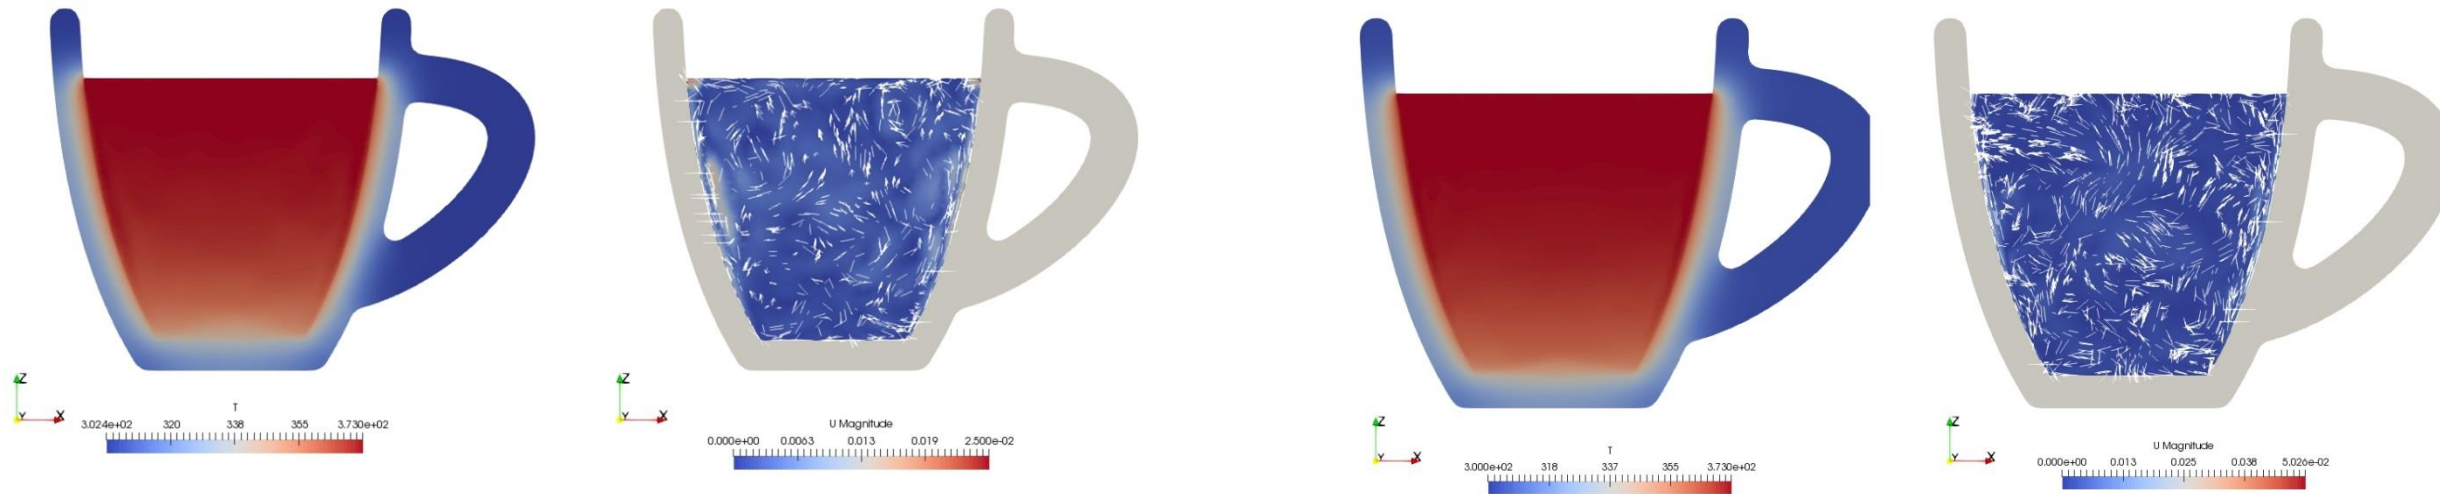 Z
Y
X
T
3.024e+02 320 338 355 3.730e+02
Z
Y
X
U Magnitude
0.000e+00 0.0063 0.013 0.019 2.500e-02
Z
Y
X
T
3.000e+02 318 337 355 3.730e+02
Z
Y
X
U Magnitude
0.000e+00 0.013 0.025 0.038 5.026e-02